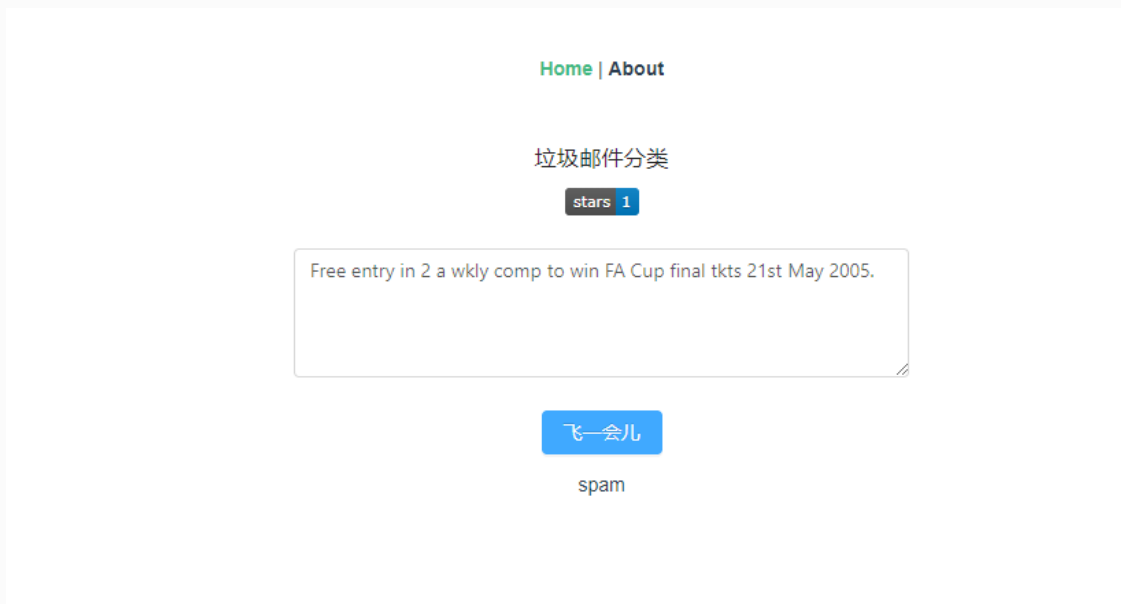 Home | About
垃圾邮件分类
stars 1
Free entry in 2 a wkly comp to win FA Cup final tkts 21st May 2005.
飞一会儿
spam